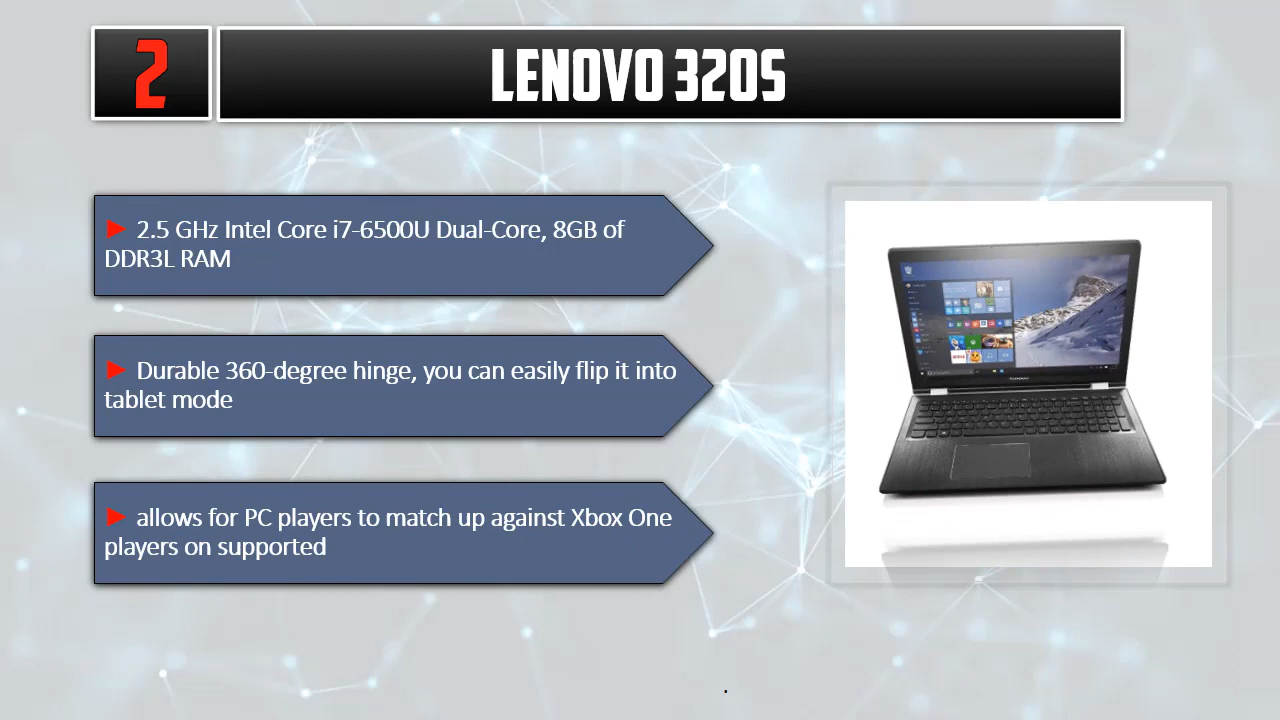 2
LENOVO 320S
► 2.5 GHz Intel Core i7-6500U Dual-Core, 8GB of
DDR3L RAM
► Durable 360-degree hinge, you can easily flip it into
tablet mode
► allows for PC players to match up against Xbox One
players on supported
.